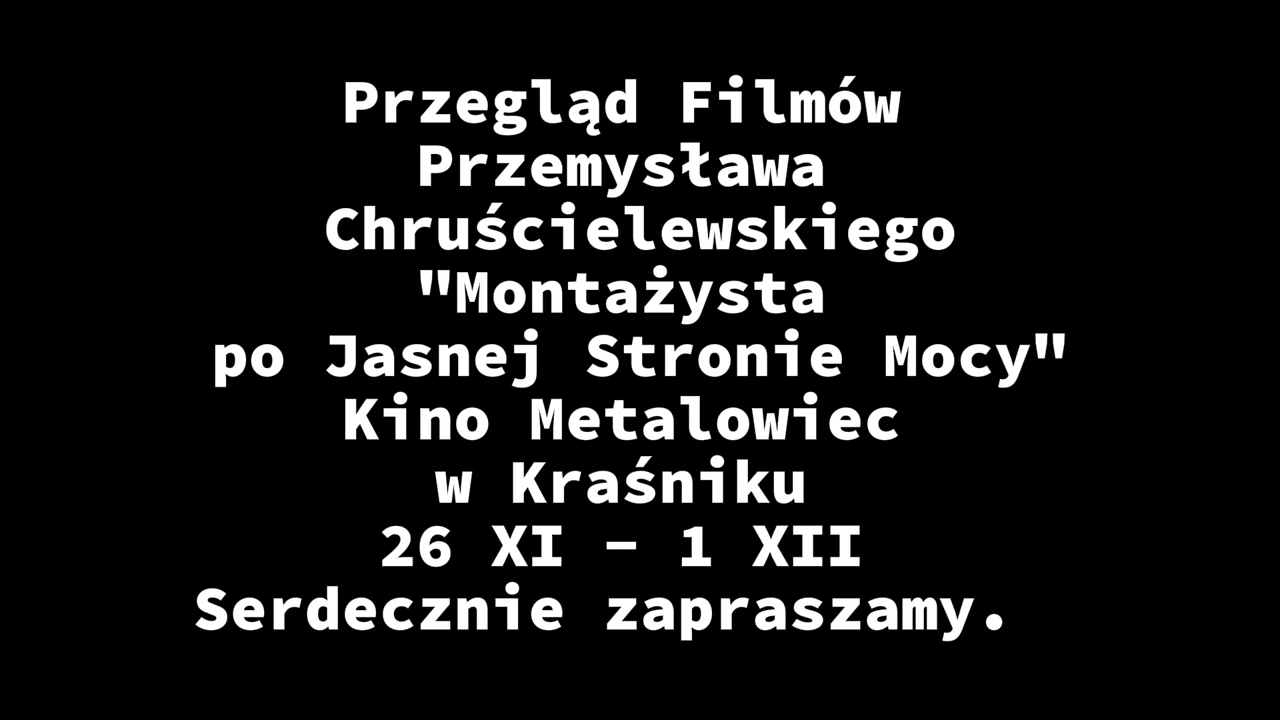 Przegląd Filmów
Przemysława
Chruścielewskiego
"Montażysta
po Jasnej Stronie Mocy"
Kino Metalowiec
w Kraśniku
26 XI – 1 XII
Serdecznie zapraszamy.